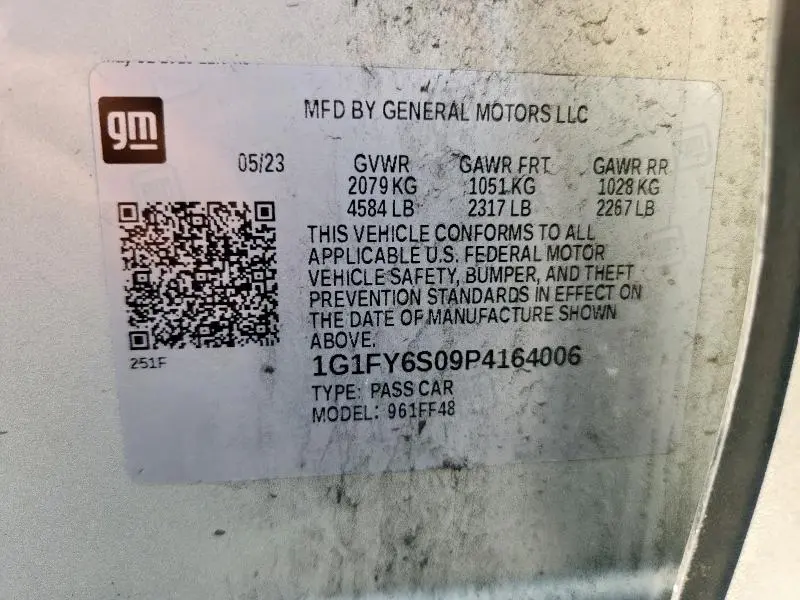 gm
MFD BY GENERAL MOTORS LLC
05/23 GVWR GAWR FRT GAWR RR
2079 KG 1051 KG 1028 KG
4584 LB 2317 LB 2267 LB
THIS VEHICLE CONFORMS TO ALL
APPLICABLE U.S. FEDERAL MOTOR
VEHICLE SAFETY, BUMPER, AND THEFT
PREVENTION STANDARDS IN EFFECT ON
THE DATE OF MANUFACTURE SHOWN
ABOVE.
251F
1G1FY6S09P4164006
TYPE: PASS CAR
MODEL: 961FF48